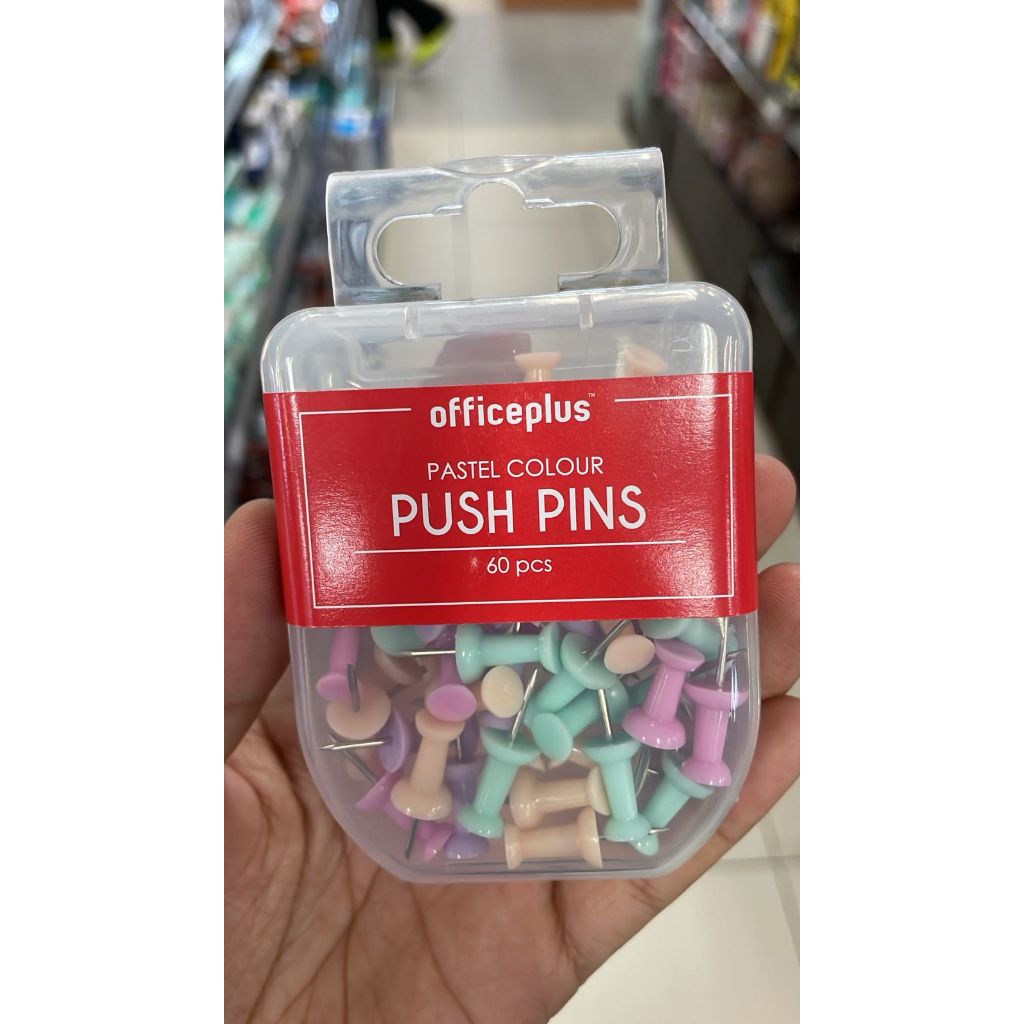 officeplus™
PASTEL COLOUR
PUSH PINS
60 pcs